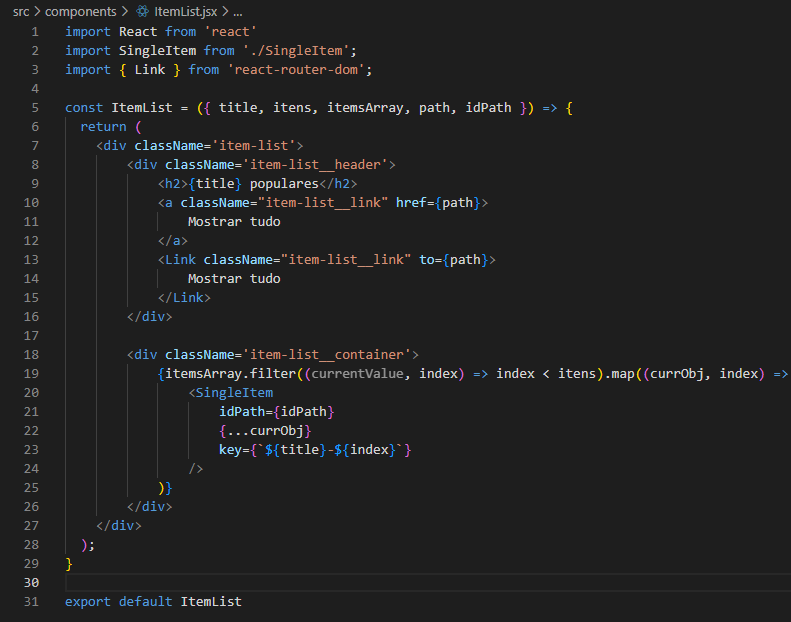 src > components > ItemList.jsx > ...
1 import React from 'react'
2 import SingleItem from './SingleItem';
3 import { Link } from 'react-router-dom';
4
5 const ItemList = ({ title, itens, itemsArray, path, idPath }) => {
6 return (
7 <div className='item-list'>
8 <div className='item-list__header'>
9 <h2>{title} populares</h2>
10 <a className="item-list__link" href={path}>
11 Mostrar tudo
12 </a>
13 <Link className="item-list__link" to={path}>
14 Mostrar tudo
15 </Link>
16 </div>
17
18 <div className='item-list__container'>
19 {itemsArray.filter((currentValue, index) => index < itens).map((currObj, index) =>
20 <SingleItem
21 idPath={idPath}
22 {...currObj}
23 key={`${title}-${index}`}
24 />
25 )}
26 </div>
27 </div>
28 );
29 }
30
31 export default ItemList